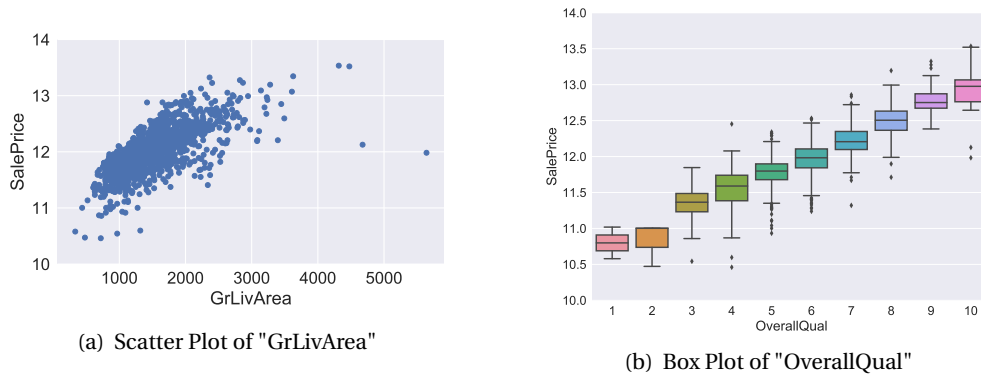 14
13
12
11
10
SalePrice
1000 2000 3000 4000 5000
GrLivArea
(a) Scatter Plot of "GrLivArea"
14.0
13.5
13.0
12.5
12.0
11.5
11.0
10.5
10.0
SalePrice
1 2 3 4 5 6 7 8 9 10
OverallQual
(b) Box Plot of "OverallQual"